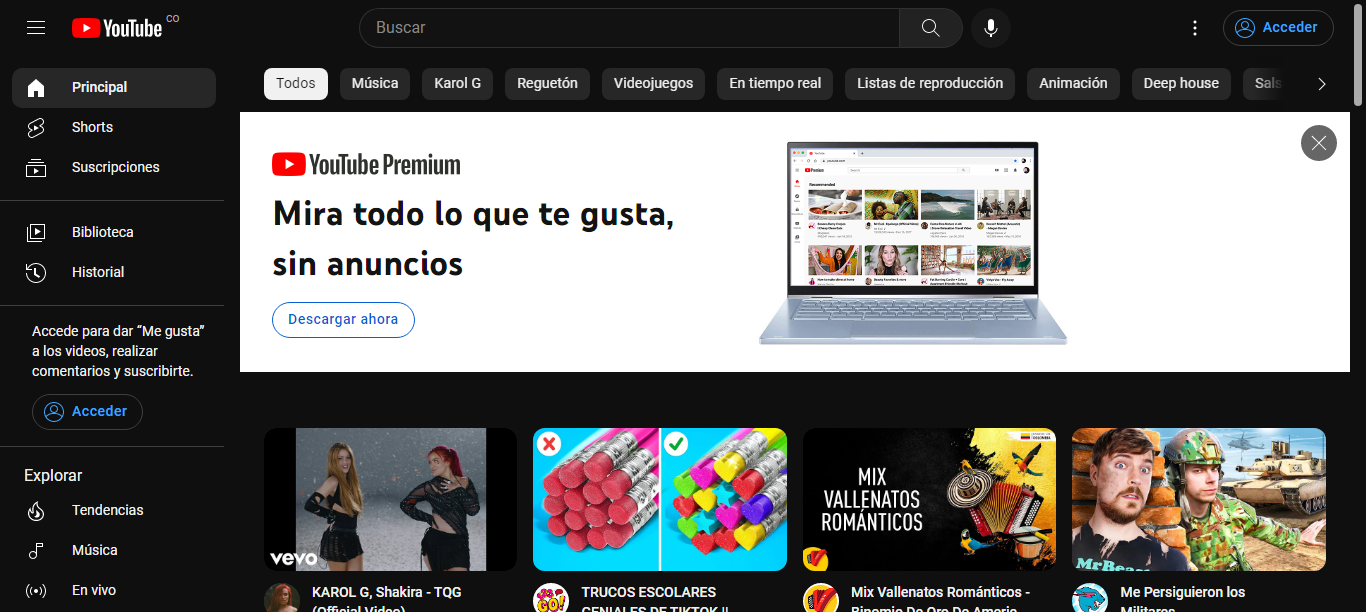 YouTube CO
Buscar
Acceder
Principal
Shorts
Suscripciones
Biblioteca
Historial
Accede para dar “Me gusta”
a los videos, realizar
comentarios y suscribirte.
Acceder
Explorar
Tendencias
Música
En vivo
Todos
Música
Karol G
Reguetón
Videojuegos
En tiempo real
Listas de reproducción
Animación
Deep house
Sals
YouTube Premium
Mira todo lo que te gusta,
sin anuncios
Descargar ahora
Premium
Recommended
vevo
KAROL G, Shakira - TQG
(Official Video)
TRUCOS ESCOLARES
GENIALES DE TIKTOK ||
MIX
VALLENATOS
ROMÁNTICOS
Mix Vallenatos Románticos -
Binomio De Oro De Americ
MrBeas
Me Persiguieron los
Militares